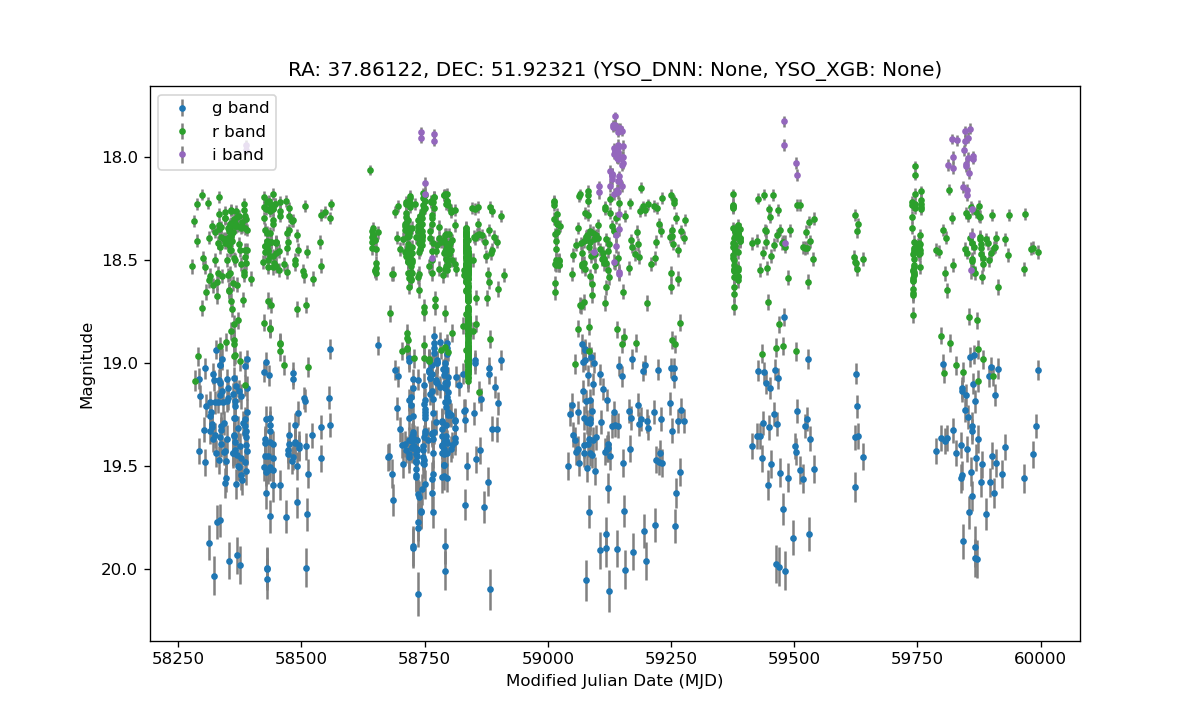 RA: 37.86122, DEC: 51.92321 (YSO_DNN: None, YSO_XGB: None)
g band
r band
i band
Magnitude
18.0
18.5
19.0
19.5
20.0
58250 58500 58750 59000 59250 59500 59750 60000
Modified Julian Date (MJD)